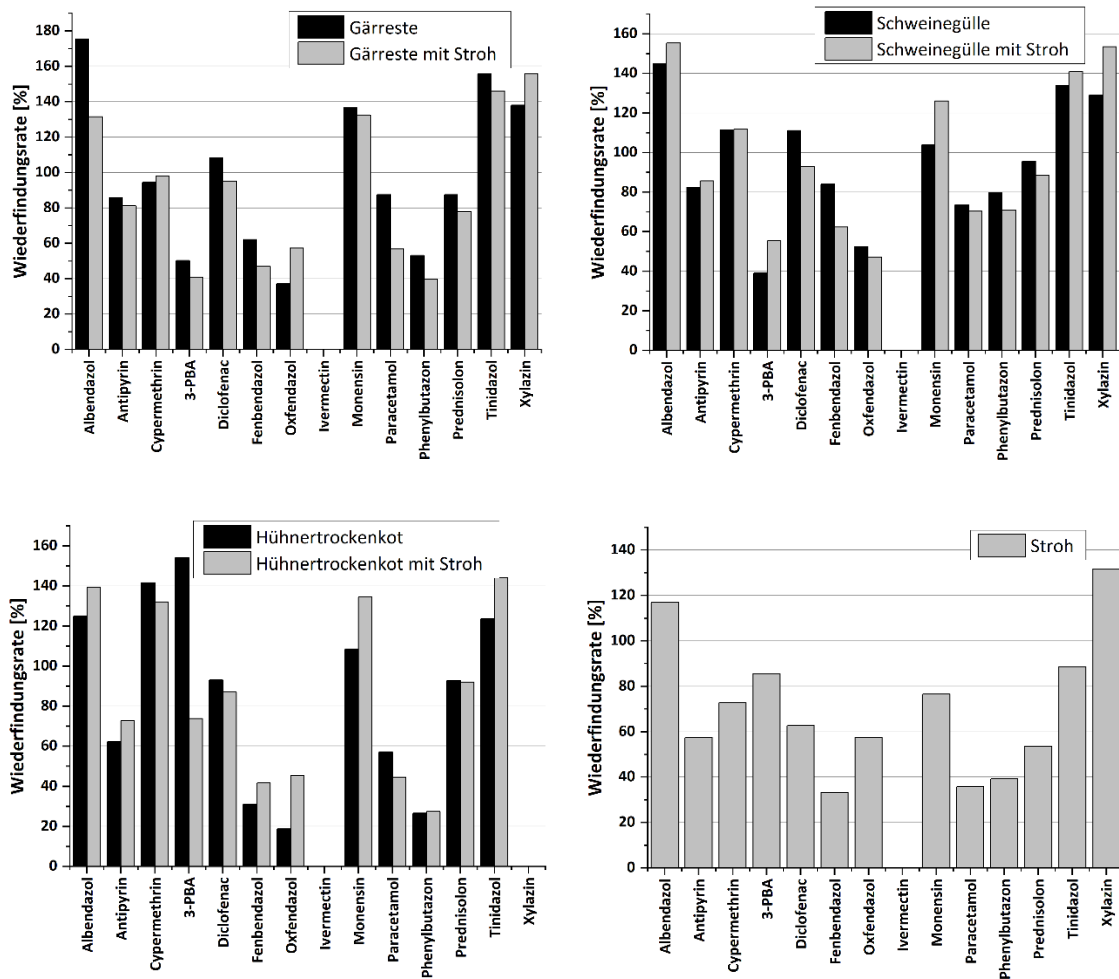 Gärreste
Gärreste mit Stroh
Wiederfindungsrate [%]
180
160
140
120
100
80
60
40
20
0
Albendazol
Antipyrin
Cypermethrin
3-PBA
Diclofenac
Fenbendazol
Oxfendazol
Ivermectin
Monensin
Paracetamol
Phenylbutazon
Prednisolon
Tinidazol
Xylazin
Schweinegülle
Schweinegülle mit Stroh
Wiederfindungsrate [%]
160
140
120
100
80
60
40
20
0
Albendazol
Antipyrin
Cypermethrin
3-PBA
Diclofenac
Fenbendazol
Oxfendazol
Ivermectin
Monensin
Paracetamol
Phenylbutazon
Prednisolon
Tinidazol
Xylazin
Hühnertrockenkot
Hühnertrockenkot mit Stroh
Wiederfindungsrate [%]
160
140
120
100
80
60
40
20
0
Albendazol
Antipyrin
Cypermethrin
3-PBA
Diclofenac
Fenbendazol
Oxfendazol
Ivermectin
Monensin
Paracetamol
Phenylbutazon
Prednisolon
Tinidazol
Xylazin
Stroh
Wiederfindungsrate [%]
140
120
100
80
60
40
20
0
Albendazol
Antipyrin
Cypermethrin
3-PBA
Diclofenac
Fenbendazol
Oxfendazol
Ivermectin
Monensin
Paracetamol
Phenylbutazon
Prednisolon
Tinidazol
Xylazin